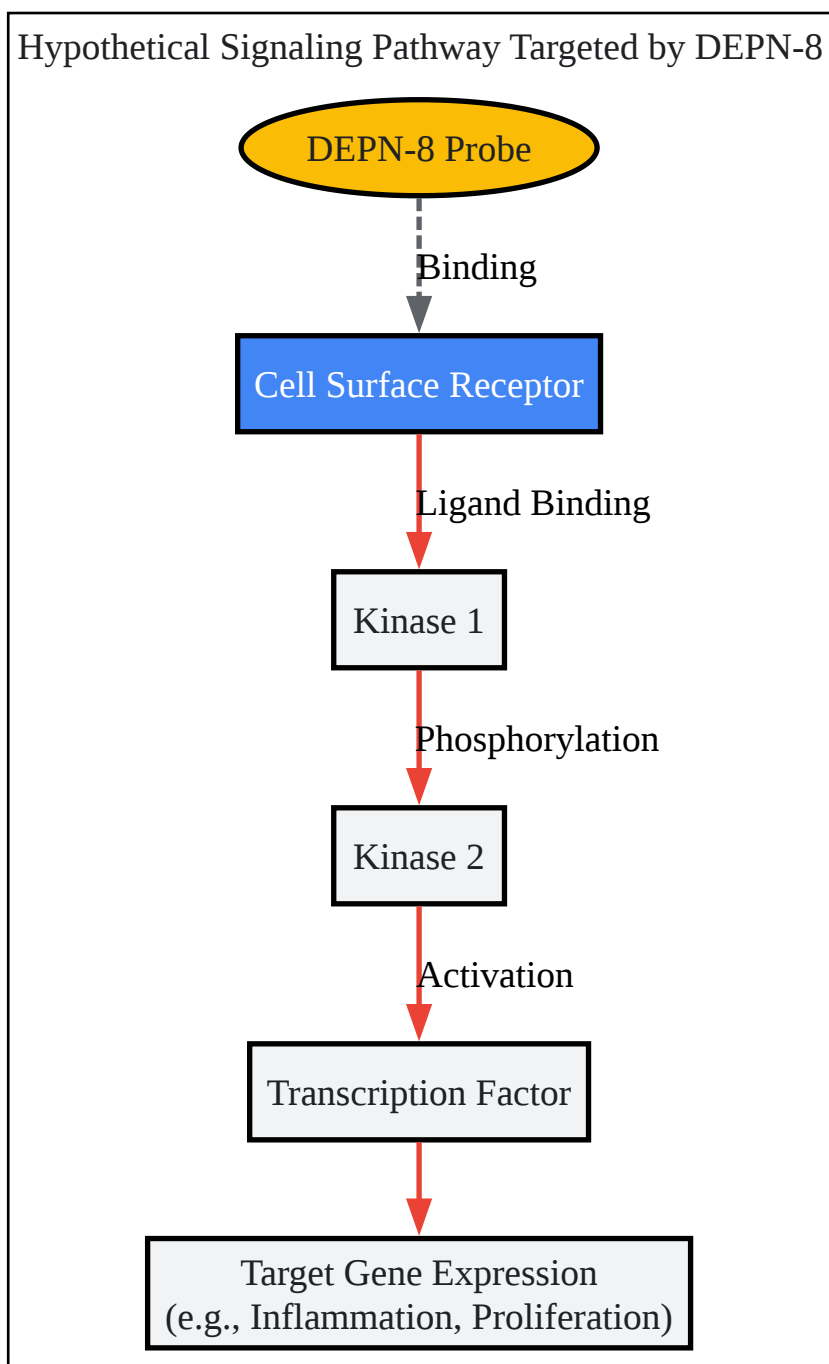 Hypothetical Signaling Pathway Targeted by DEPN-8
DEPN-8 Probe
Binding
Cell Surface Receptor
Ligand Binding
Kinase 1
Phosphorylation
Kinase 2
Activation
Transcription Factor
Target Gene Expression
(e.g., Inflammation, Proliferation)